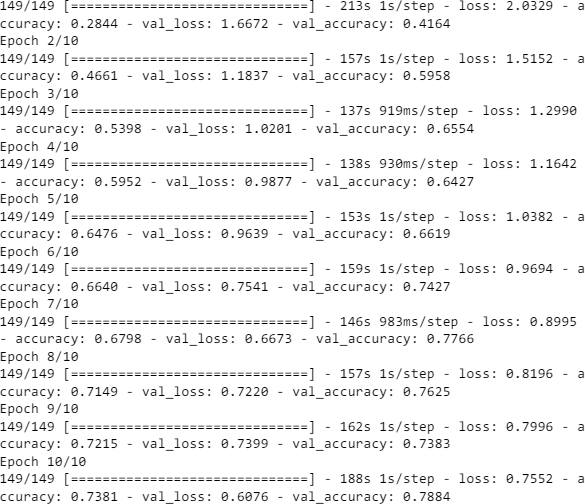 149/149 [==============================] - 213s 1s/step - loss: 2.0329 - a
ccuracy: 0.2844 - val_loss: 1.6672 - val_accuracy: 0.4164
Epoch 2/10
149/149 [==============================] - 157s 1s/step - loss: 1.5152 - a
ccuracy: 0.4661 - val_loss: 1.1837 - val_accuracy: 0.5958
Epoch 3/10
149/149 [==============================] - 137s 919ms/step - loss: 1.2990
- accuracy: 0.5398 - val_loss: 1.0201 - val_accuracy: 0.6554
Epoch 4/10
149/149 [==============================] - 138s 930ms/step - loss: 1.1642
- accuracy: 0.5952 - val_loss: 0.9877 - val_accuracy: 0.6427
Epoch 5/10
149/149 [==============================] - 153s 1s/step - loss: 1.0382 - a
ccuracy: 0.6476 - val_loss: 0.9639 - val_accuracy: 0.6619
Epoch 6/10
149/149 [==============================] - 159s 1s/step - loss: 0.9694 - a
ccuracy: 0.6640 - val_loss: 0.7541 - val_accuracy: 0.7427
Epoch 7/10
149/149 [==============================] - 146s 983ms/step - loss: 0.8995
- accuracy: 0.6798 - val_loss: 0.6673 - val_accuracy: 0.7766
Epoch 8/10
149/149 [==============================] - 157s 1s/step - loss: 0.8196 - a
ccuracy: 0.7149 - val_loss: 0.7220 - val_accuracy: 0.7625
Epoch 9/10
149/149 [==============================] - 162s 1s/step - loss: 0.7996 - a
ccuracy: 0.7215 - val_loss: 0.7399 - val_accuracy: 0.7383
Epoch 10/10
149/149 [==============================] - 188s 1s/step - loss: 0.7552 - a
ccuracy: 0.7381 - val_loss: 0.6076 - val_accuracy: 0.7884